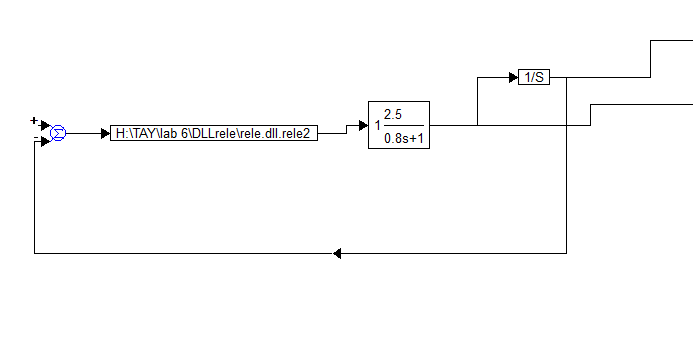 1/S
+
2.5
1
0.8s+1
Σ
H:\TAY\lab 6\DLLrele\rele.dll.rele2
-